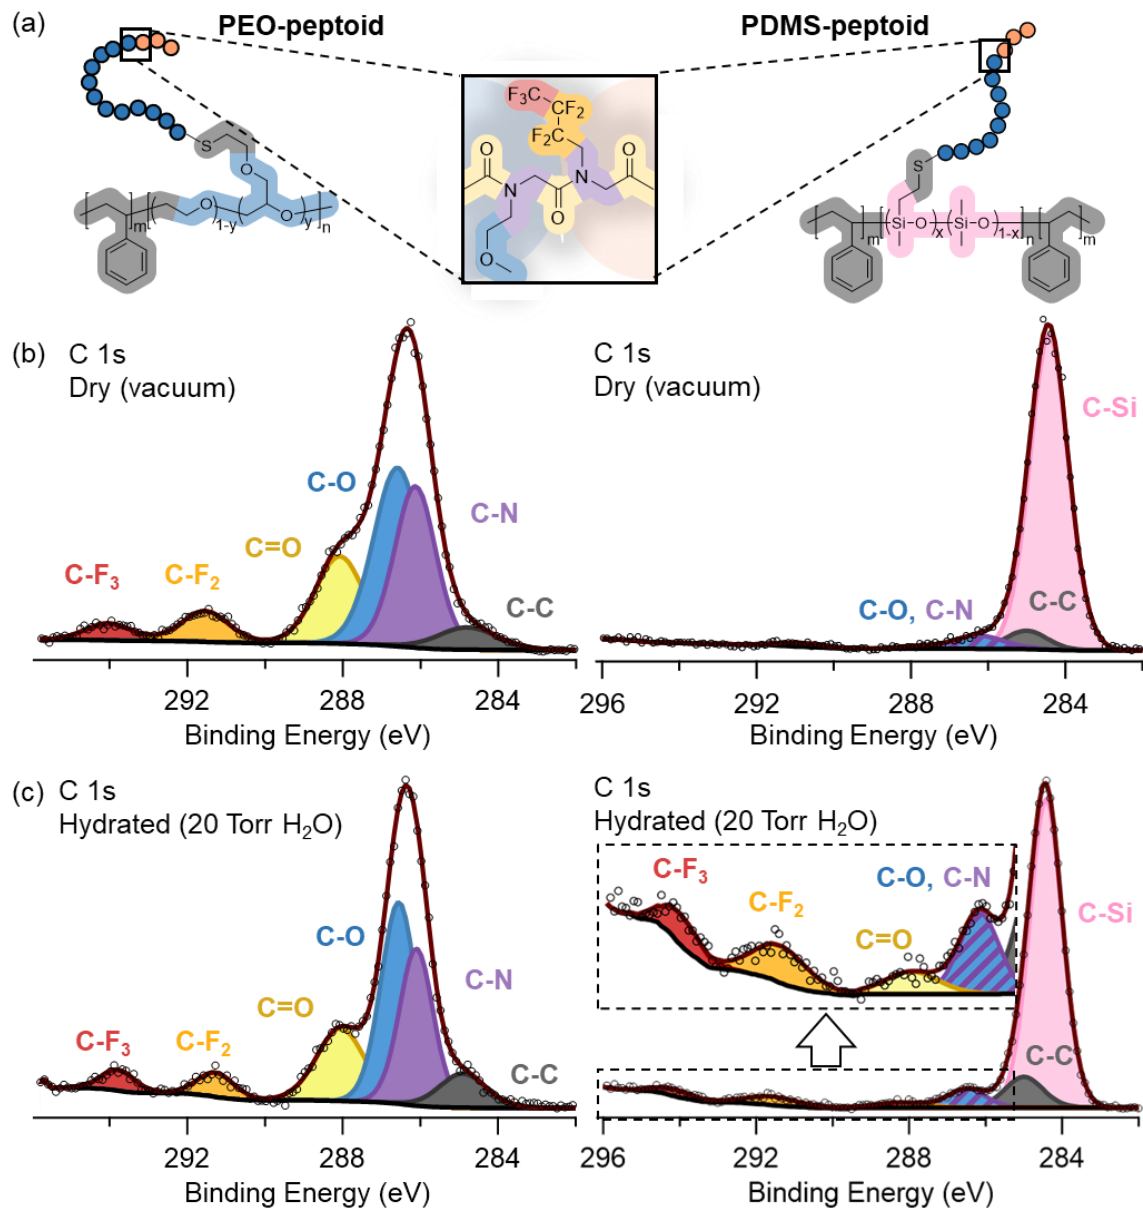 (a)
PEO-peptoid
PDMS-peptoid
F₃C
CF₂
F₂C
O
O
N
N
O
O
S
O
O
O
m
1-y
y
n
S
Si
O
Si
O
m
x
1-x
n
m
(b)
C 1s
Dry (vacuum)
C-F₃
C-F₂
C=O
C-O
C-N
C-C
292
288
284
Binding Energy (eV)
C 1s
Dry (vacuum)
C-Si
C-O, C-N
C-C
296
292
288
284
Binding Energy (eV)
(c)
C 1s
Hydrated (20 Torr H₂O)
C-F₃
C-F₂
C=O
C-O
C-N
C-C
292
288
284
Binding Energy (eV)
C 1s
Hydrated (20 Torr H₂O)
C-F₃
C-F₂
C=O
C-O, C-N
C-Si
C-C
296
292
288
284
Binding Energy (eV)